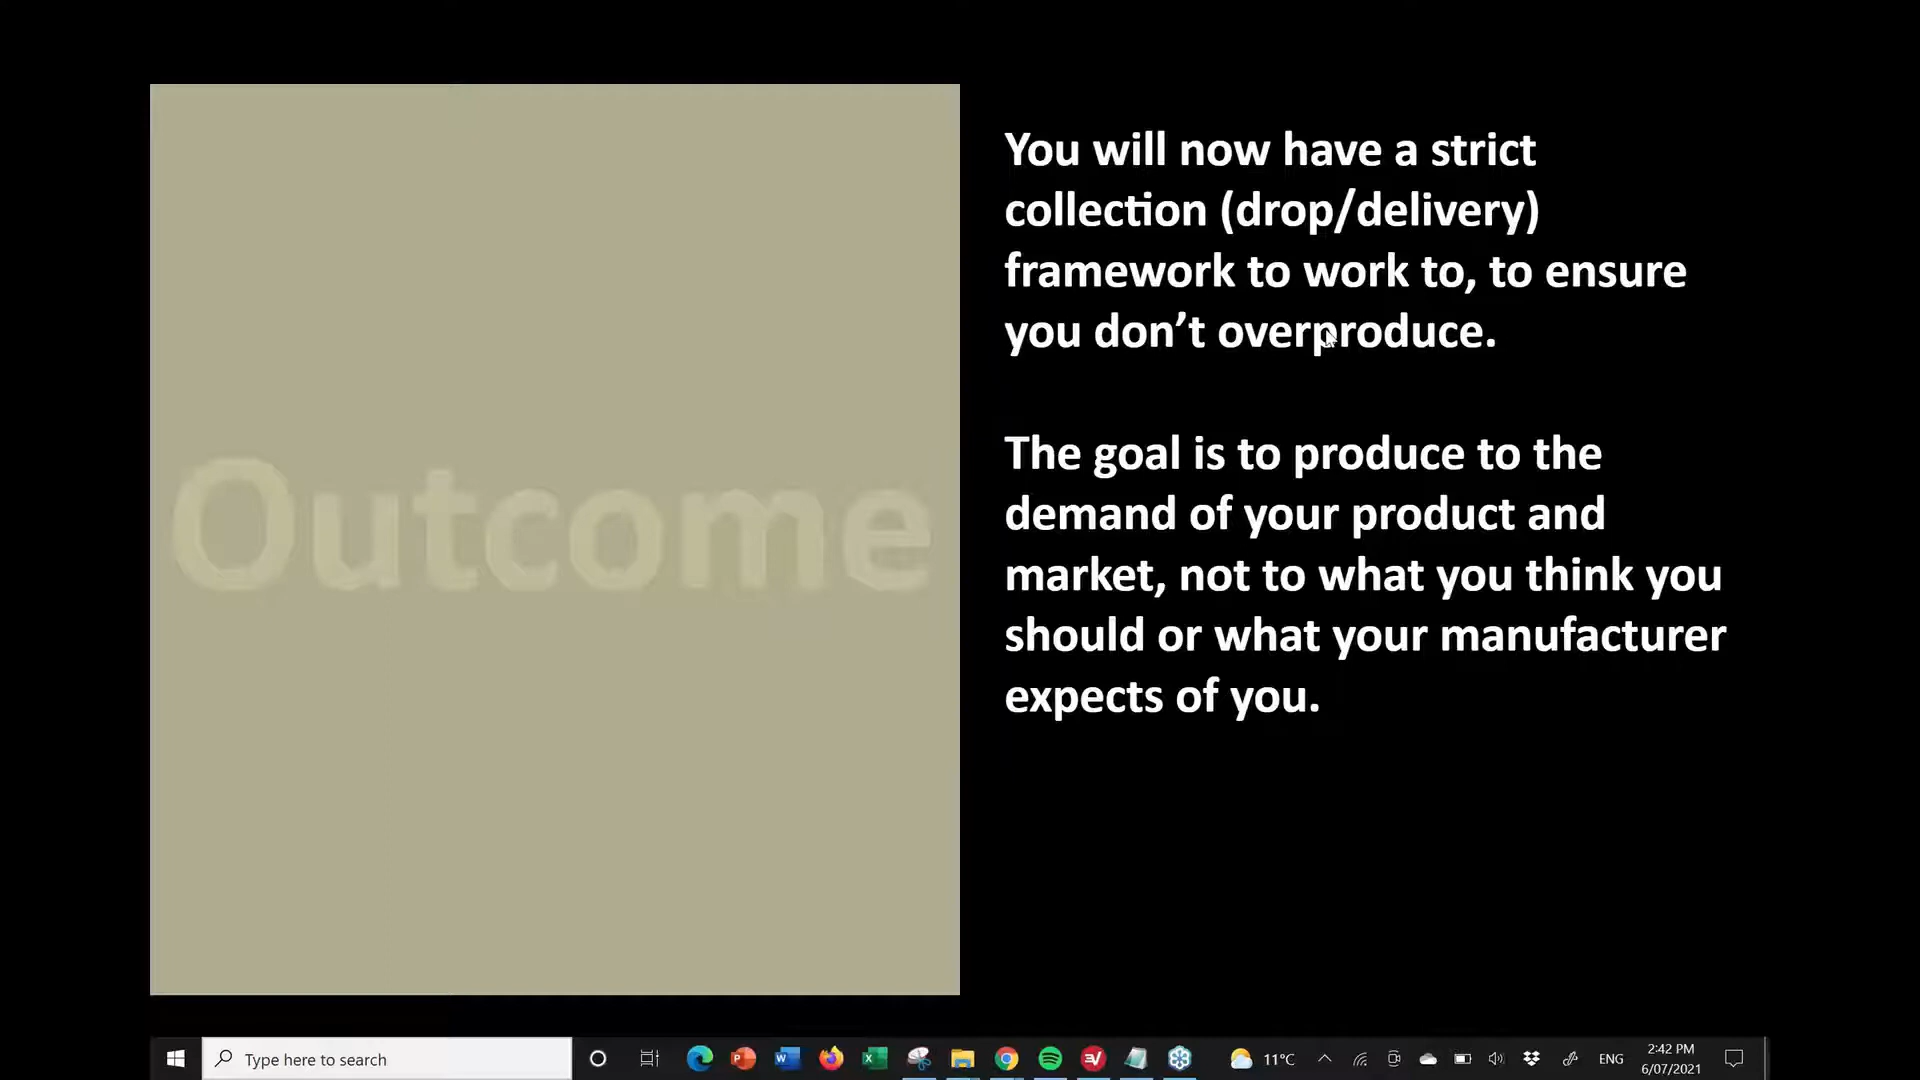 Outcome
You will now have a strict
collection (drop/delivery)
framework to work to, to ensure
you don’t overproduce.
The goal is to produce to the
demand of your product and
market, not to what you think you
should or what your manufacturer
expects of you.
Type here to search
11°C
ENG
2:42 PM
6/07/2021